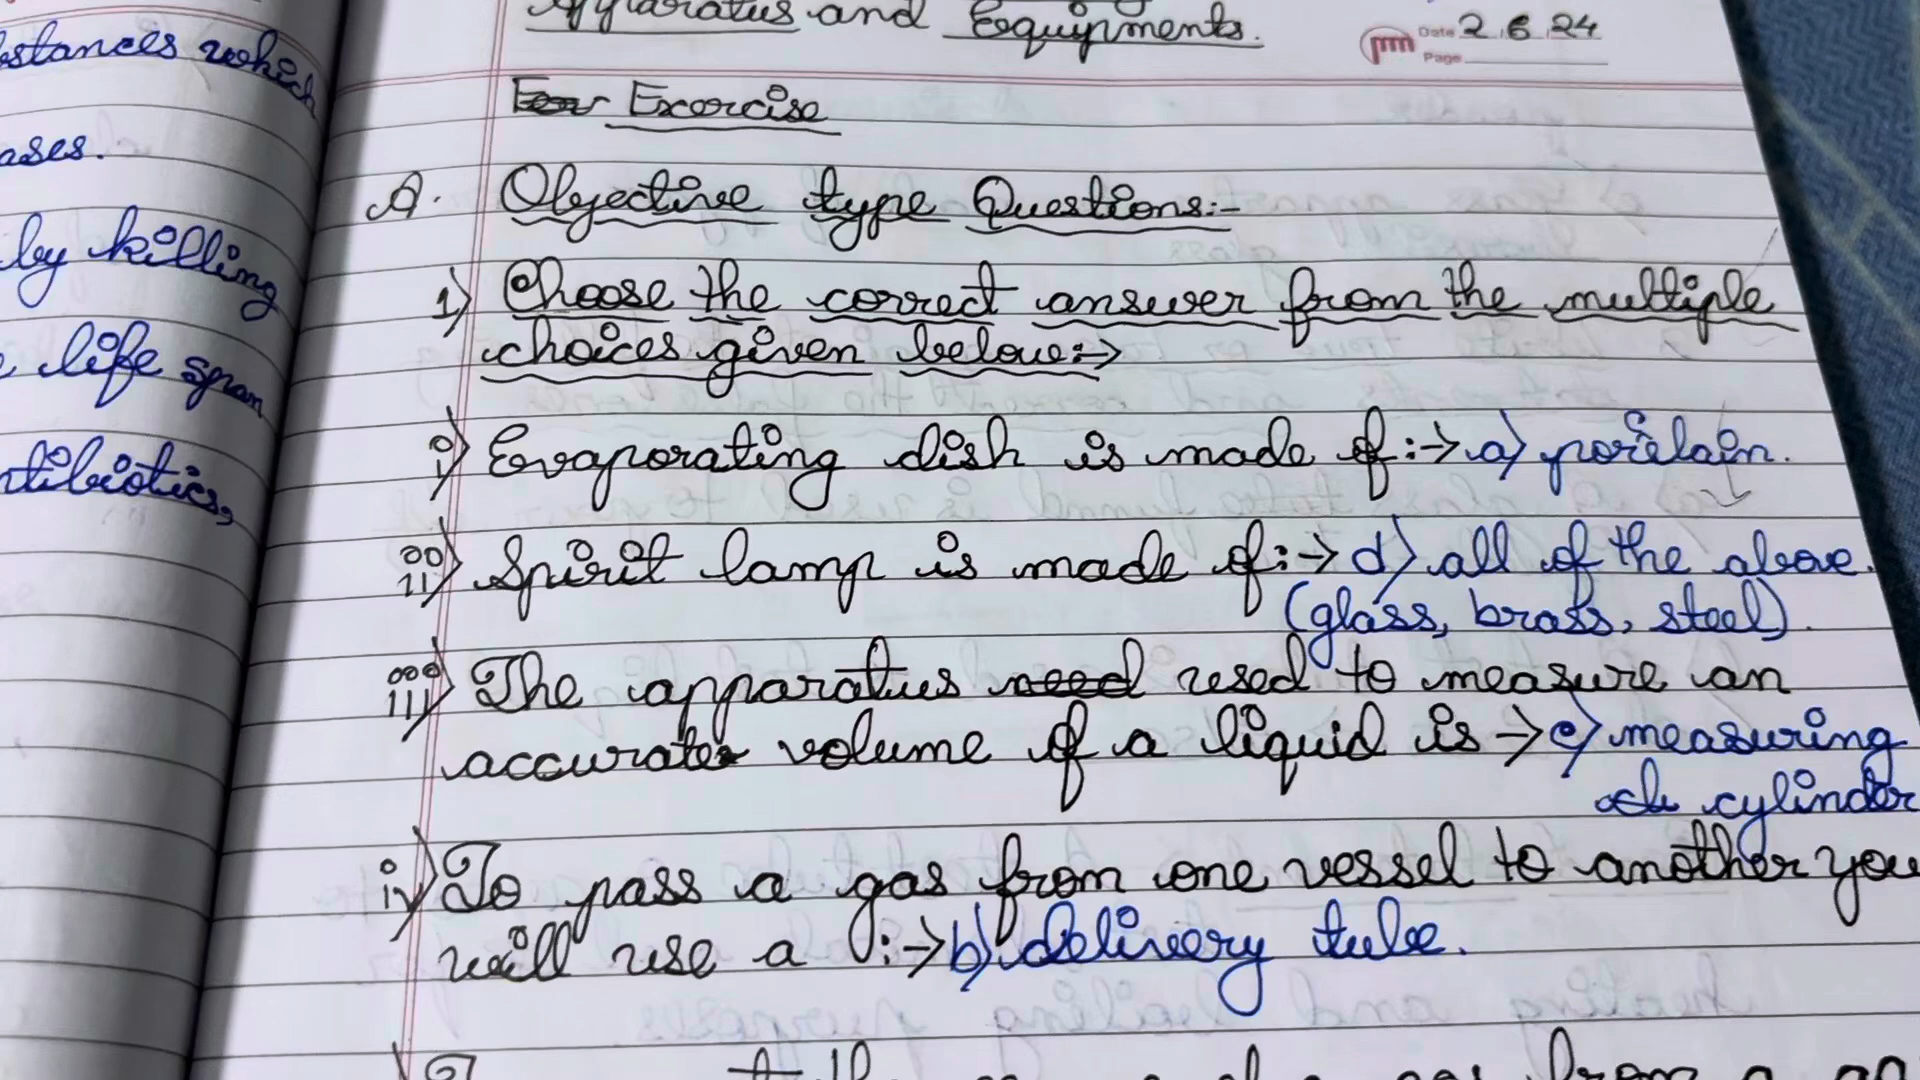 stances which
ases.
by killing
life span
ntibiotics,
Apparatus and Equipments.
Date 2.6.24
Page
Exercise
A. Objective type Questions:-
1) Choose the correct answer from the multiple
choices given below:→
i) Evaporating dish is made of:→ a) porcelain.
ii) Spirit lamp is made of:→ d) all of the above.
(glass, brass, steel).
iii) The apparatus need used to measure an
accurate volume of a liquid is → c) measuring
cylinder
iv) To pass a gas from one vessel to another you
will use a :→ b) delivery tube.